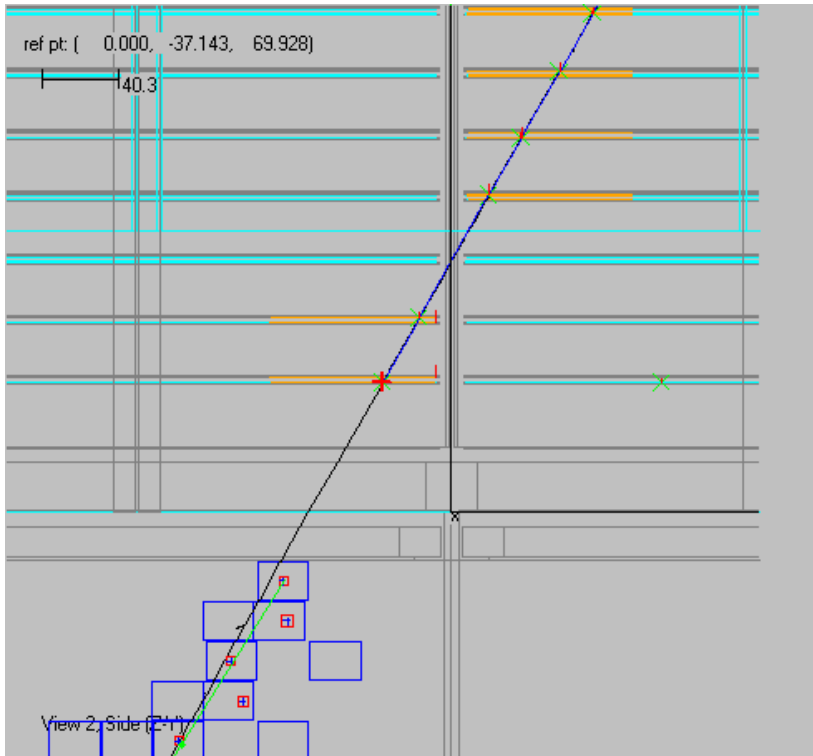 ref pt: ( 0.000, -37.143, 69.928)
40.3
x
View 2, Side (Z-Y)